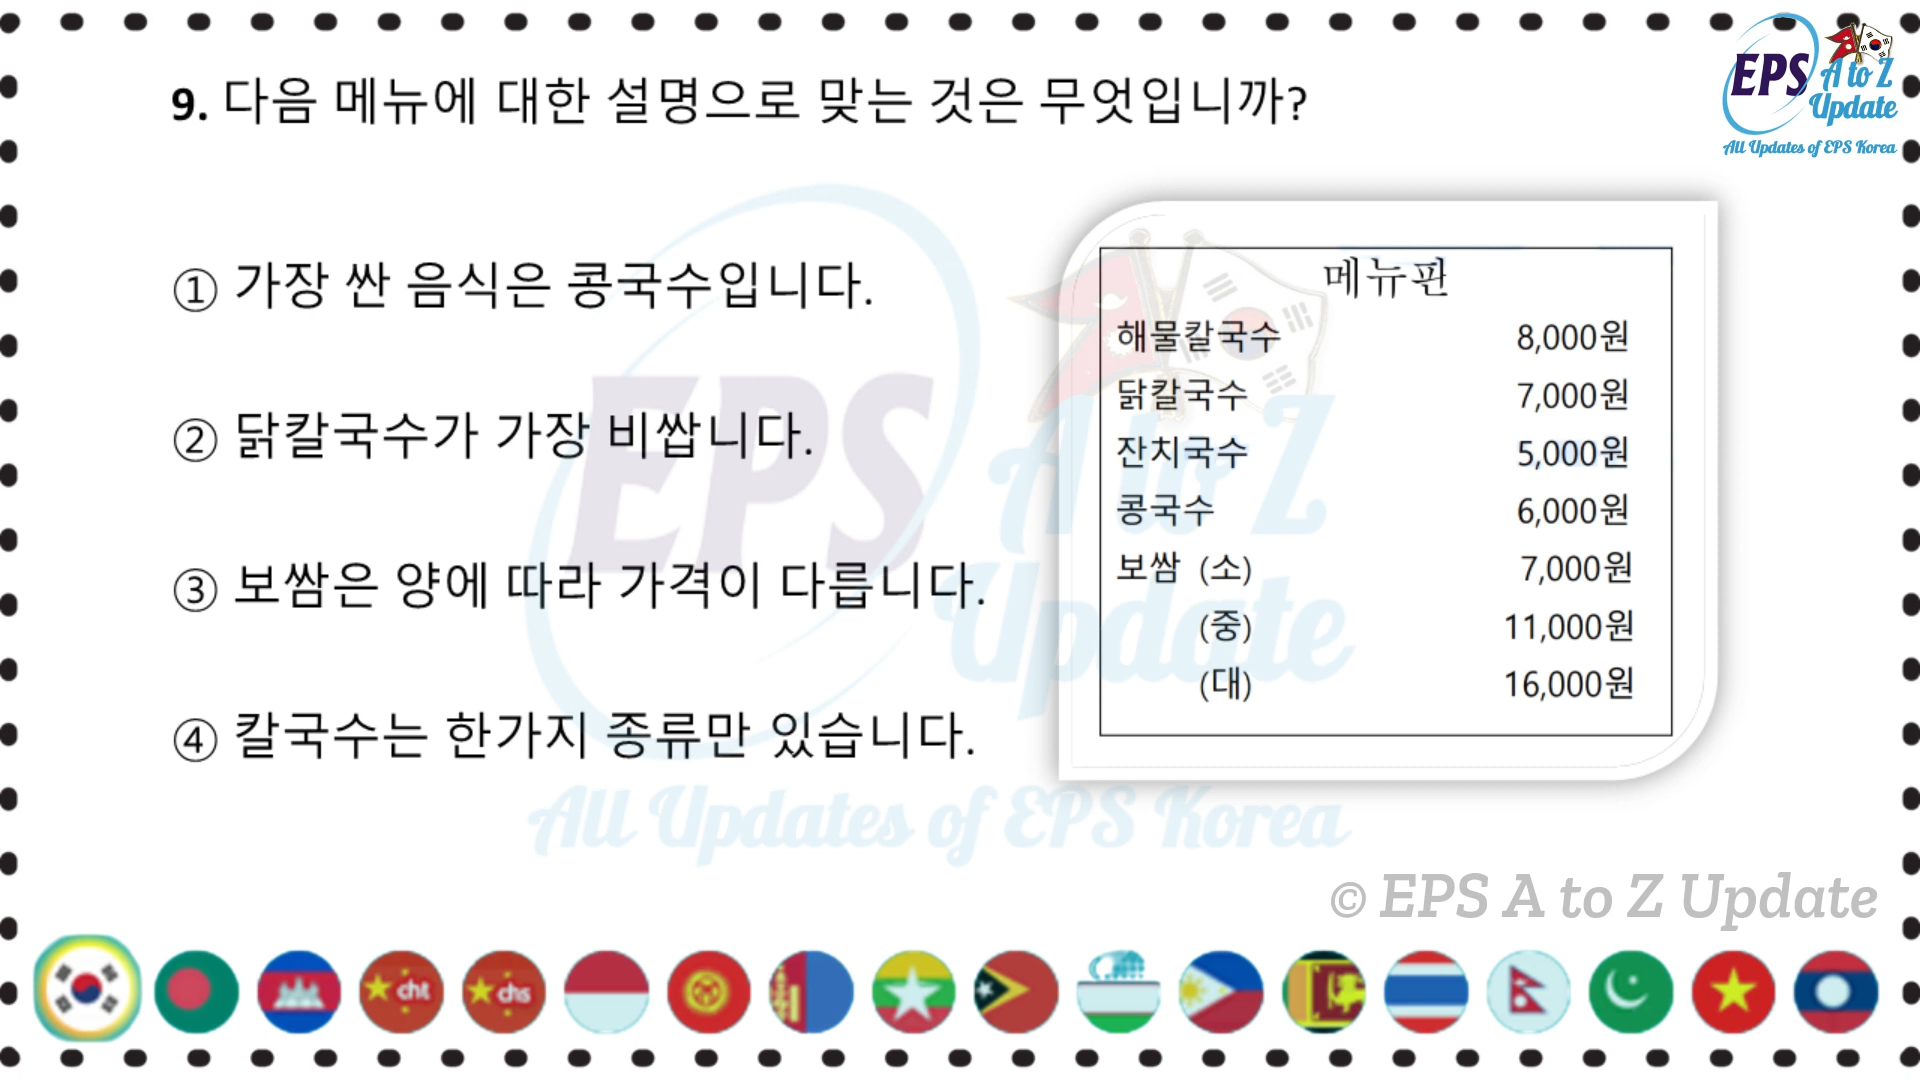 EPS A to Z
Update
All Updates of EPS Korea
9. 다음 메뉴에 대한 설명으로 맞는 것은 무엇입니까?
① 가장 싼 음식은 콩국수입니다.
② 닭칼국수가 가장 비쌉니다.
③ 보쌈은 양에 따라 가격이 다릅니다.
④ 칼국수는 한가지 종류만 있습니다.
메뉴판
해물칼국수 8,000원
닭칼국수 7,000원
잔치국수 5,000원
콩국수 6,000원
보쌈 (소) 7,000원
(중) 11,000원
(대) 16,000원
EPS A to Z
Update
All Updates of EPS Korea
© EPS A to Z Update
cht
chs